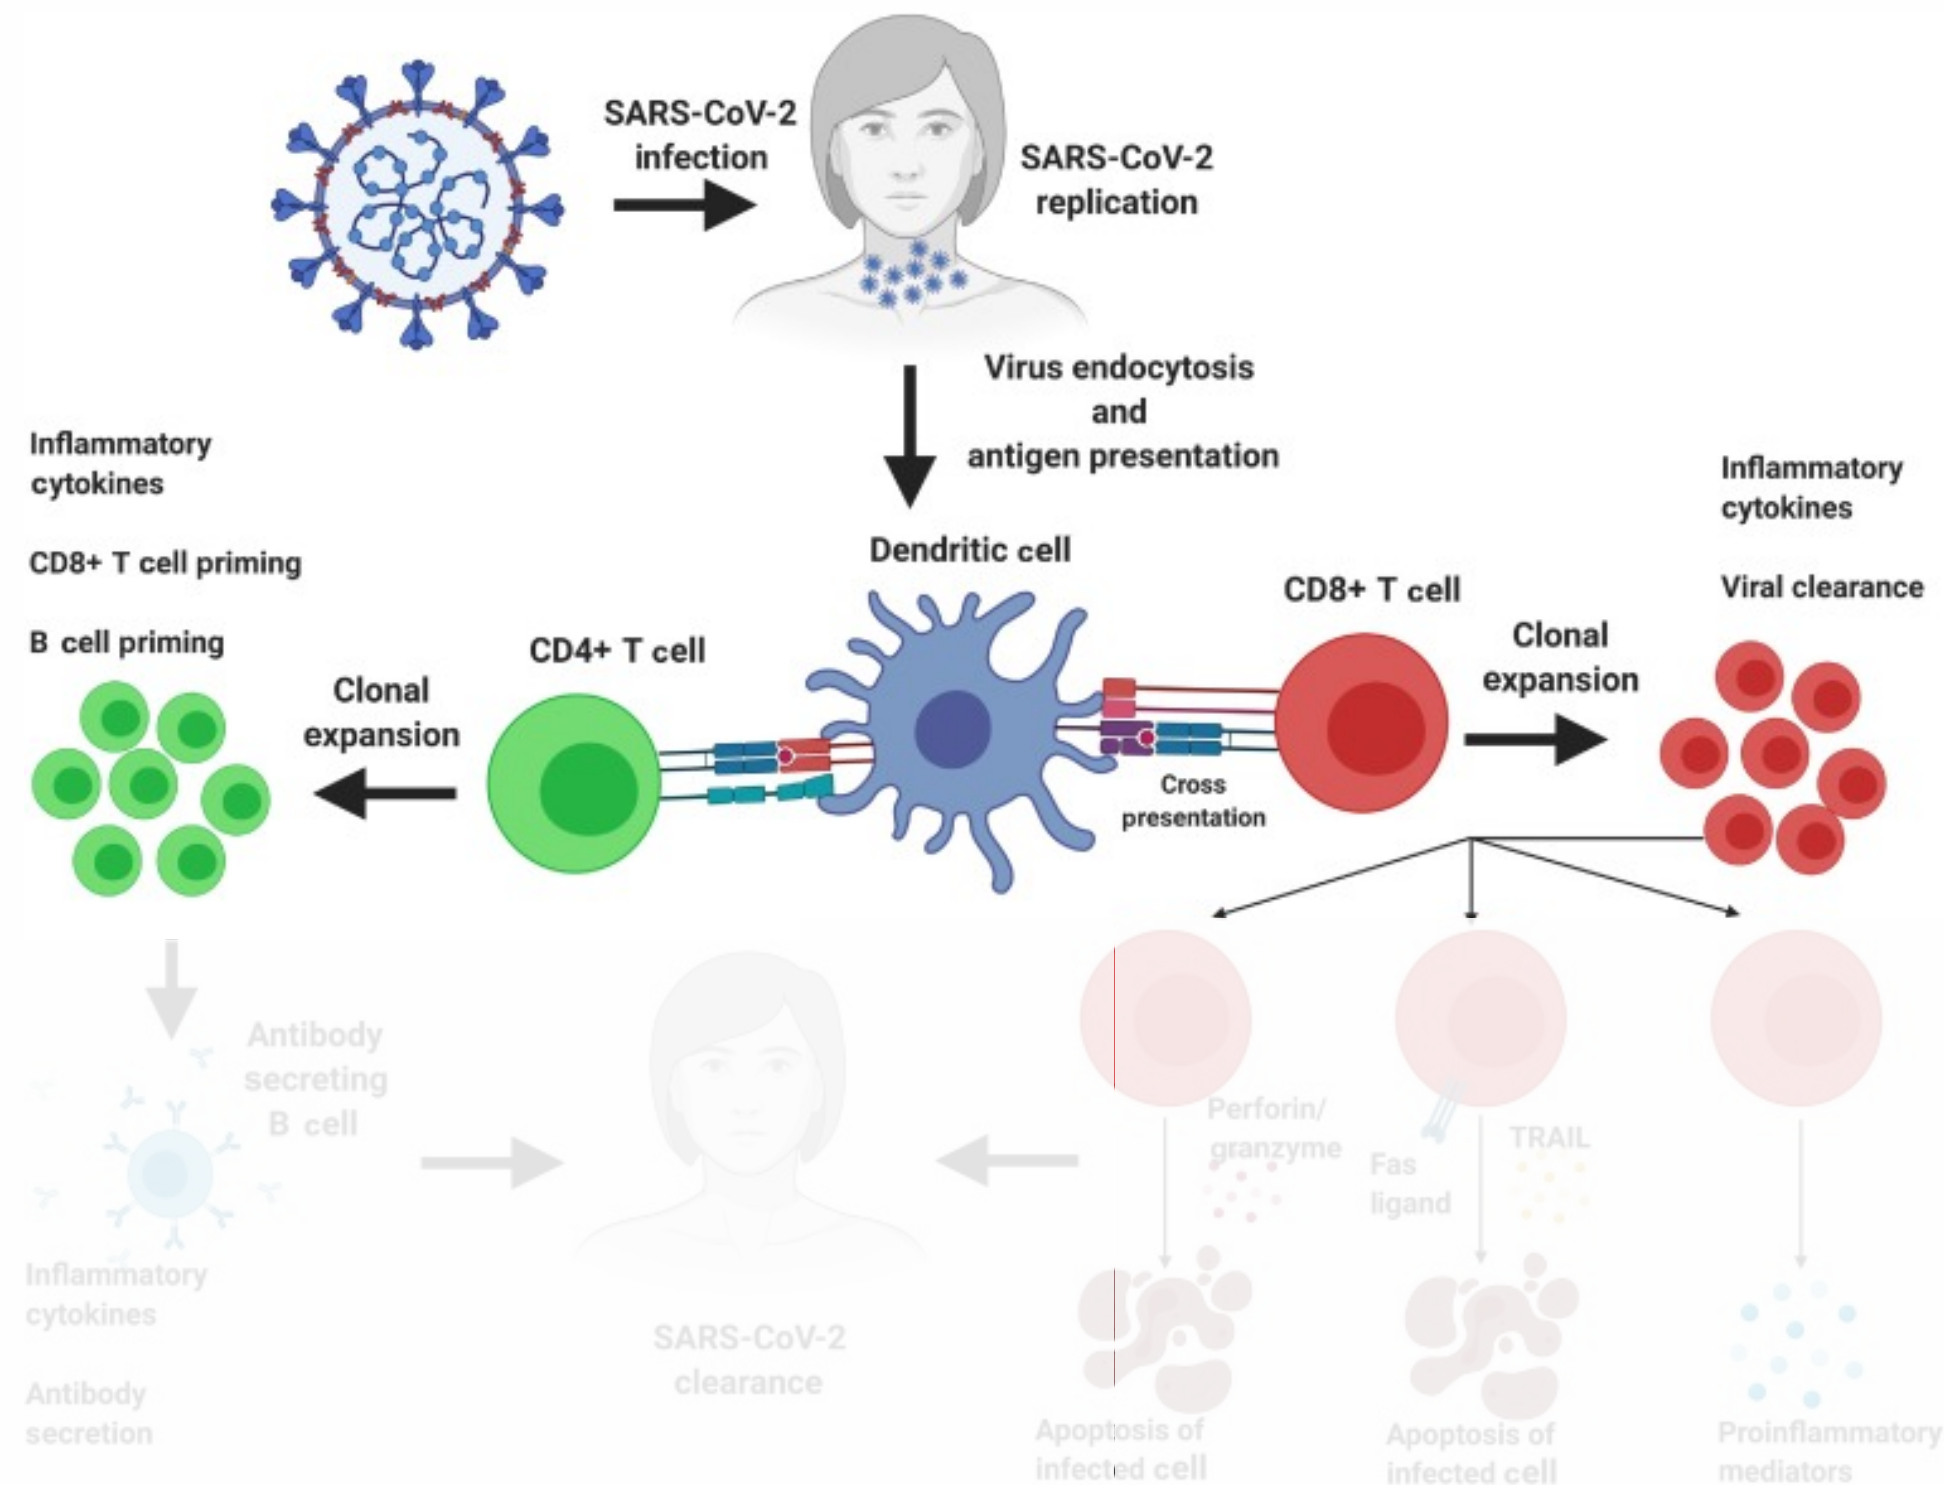 SARS-CoV-2
infection
SARS-CoV-2
replication
Virus endocytosis
and
antigen presentation
Inflammatory
cytokines
CD8+ T cell priming
B cell priming
Clonal
expansion
CD4+ T cell
Dendritic cell
Cross
presentation
CD8+ T cell
Clonal
expansion
Inflammatory
cytokines
Viral clearance
Antibody
secreting
B cell
Inflammatory
cytokines
Antibody
secretion
SARS-CoV-2
clearance
Perforin/
granzyme
Fas
ligand
TRAIL
Apoptosis of
infected cell
Apoptosis of
infected cell
Proinflammatory
mediators